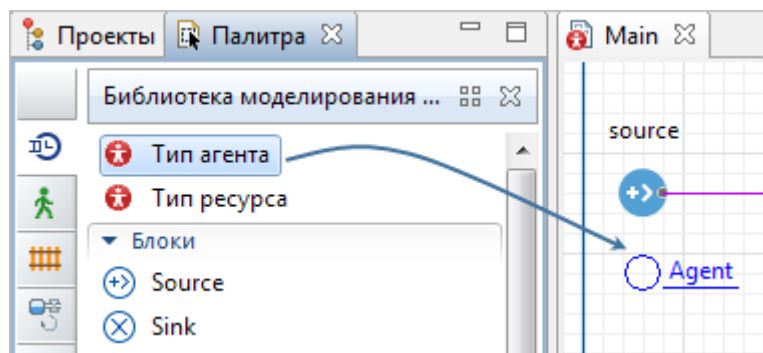 Проекты
Палитра
Main
Библиотека моделирования ...
source
Тип агента
Тип ресурса
Блоки
Agent
Source
Sink